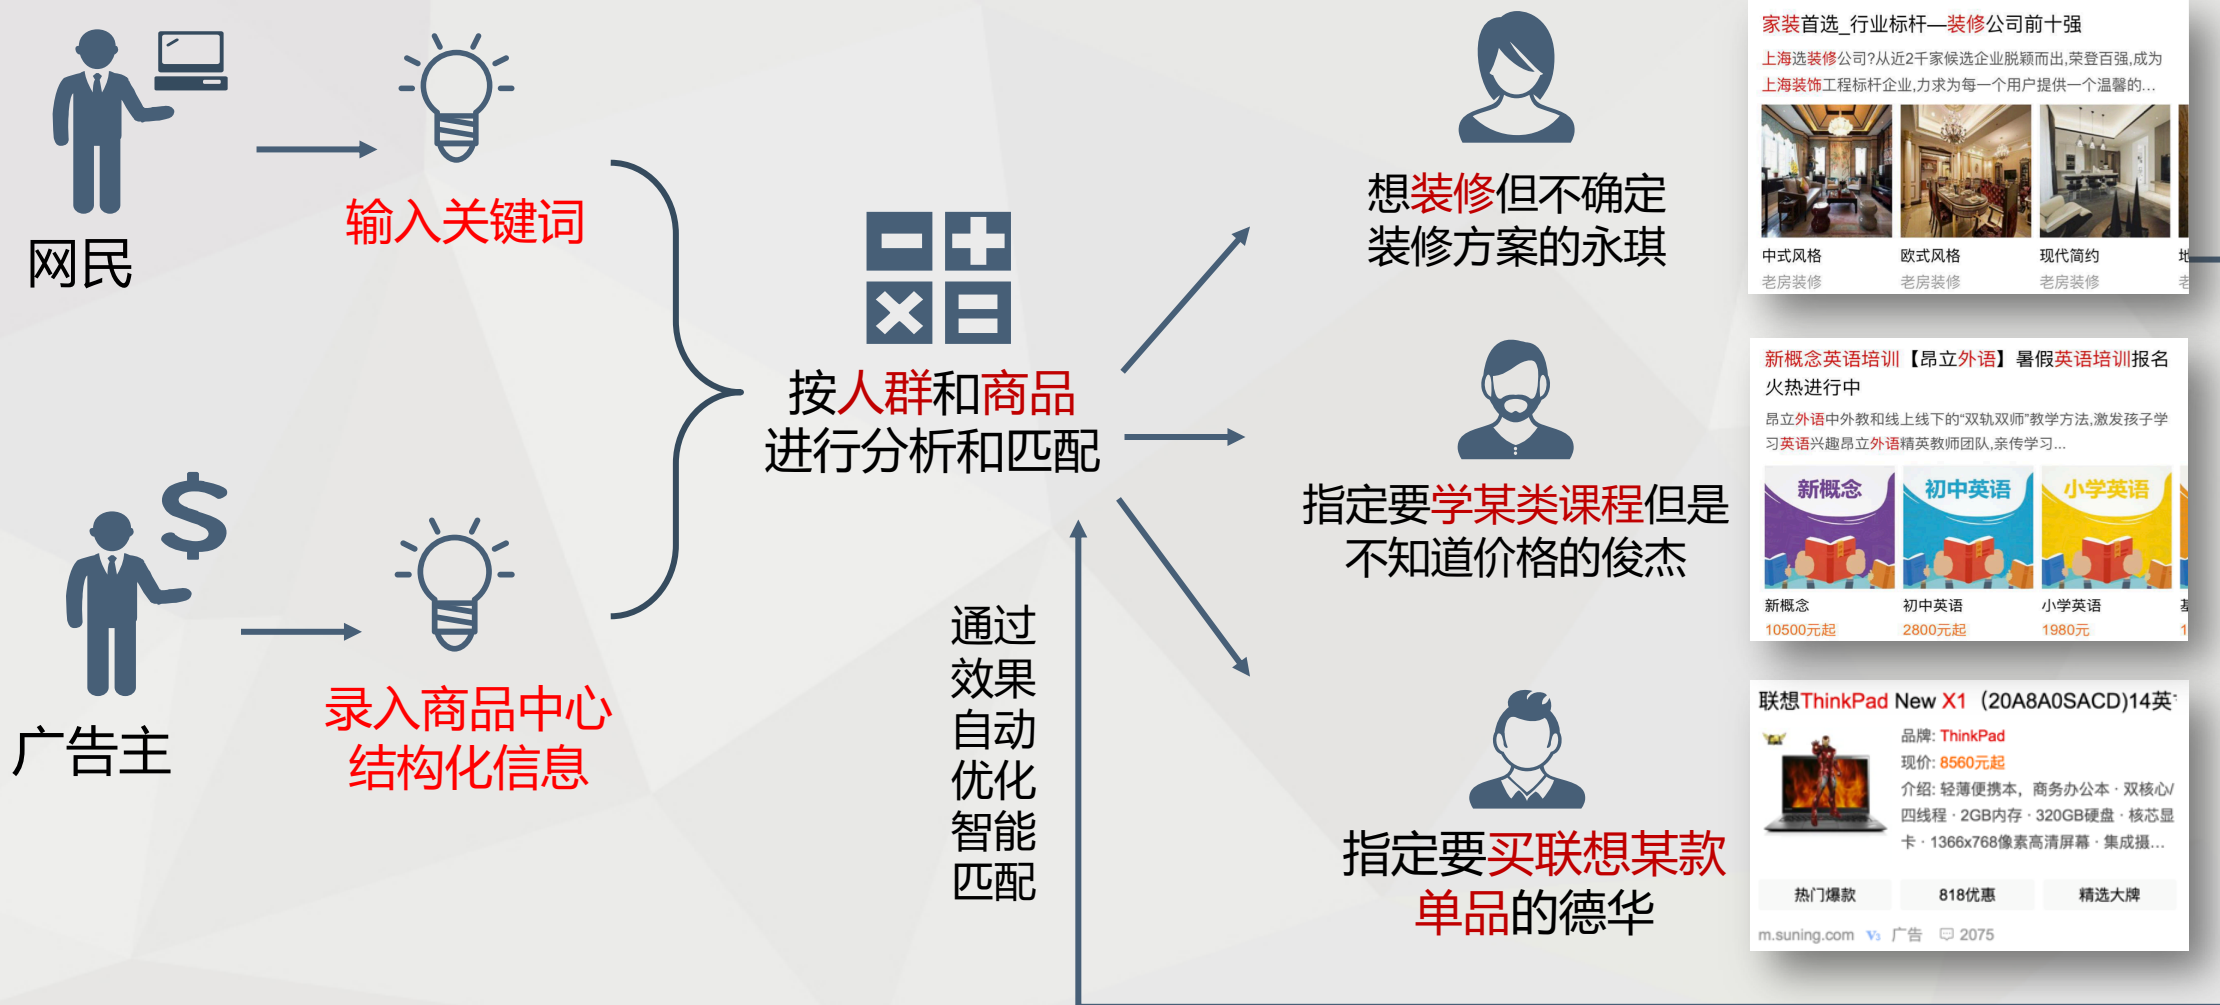 网民
输入关键词
广告主
录入商品中心
结构化信息
按人群和商品
进行分析和匹配
通过
效果
自动
优化
智能
匹配
想装修但不确定
装修方案的永琪
指定要学某类课程但是
不知道价格的俊杰
指定要买联想某款
单品的德华
家装首选_行业标杆—装修公司前十强
上海选装修公司?从近2千家候选企业脱颖而出,荣登百强,成为
上海装饰工程标杆企业,力求为每一个用户提供一个温馨的...
中式风格 欧式风格 现代简约
老房装修 老房装修 老房装修
新概念英语培训【昂立外语】暑假英语培训报名
火热进行中
昂立外语中外教和线上线下的“双轨双师”教学方法,激发孩子学
习英语兴趣昂立外语精英教师团队,亲传学习...
新概念 初中英语 小学英语
新概念 初中英语 小学英语
10500元起 2800元起 1980元
联想ThinkPad New X1（20A8A0SACD)14英
品牌: ThinkPad
现价: 8560元起
介绍: 轻薄便携本，商务办公本 · 双核心/
四线程 · 2GB内存 · 320GB硬盘 · 核芯显
卡 · 1366x768像素高清屏幕 · 集成摄...
热门爆款 818优惠 精选大牌
m.suning.com V3 广告 2075